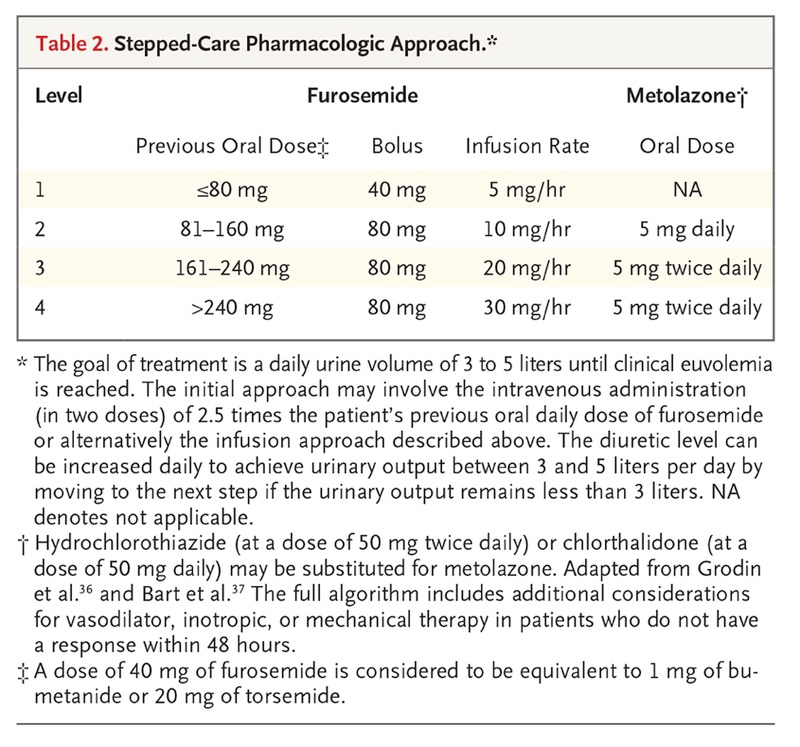 Table 2. Stepped-Care Pharmacologic Approach.*
Level Furosemide Metolazone†
Previous Oral Dose‡ Bolus Infusion Rate Oral Dose
1 ≤80 mg 40 mg 5 mg/hr NA
2 81–160 mg 80 mg 10 mg/hr 5 mg daily
3 161–240 mg 80 mg 20 mg/hr 5 mg twice daily
4 >240 mg 80 mg 30 mg/hr 5 mg twice daily
* The goal of treatment is a daily urine volume of 3 to 5 liters until clinical euvolemia
is reached. The initial approach may involve the intravenous administration
(in two doses) of 2.5 times the patient’s previous oral daily dose of furosemide
or alternatively the infusion approach described above. The diuretic level can
be increased daily to achieve urinary output between 3 and 5 liters per day by
moving to the next step if the urinary output remains less than 3 liters. NA
denotes not applicable.
† Hydrochlorothiazide (at a dose of 50 mg twice daily) or chlorthalidone (at a
dose of 50 mg daily) may be substituted for metolazone. Adapted from Grodin
et al.³⁶ and Bart et al.³⁷ The full algorithm includes additional considerations
for vasodilator, inotropic, or mechanical therapy in patients who do not have
a response within 48 hours.
‡ A dose of 40 mg of furosemide is considered to be equivalent to 1 mg of bu-
metanide or 20 mg of torsemide.